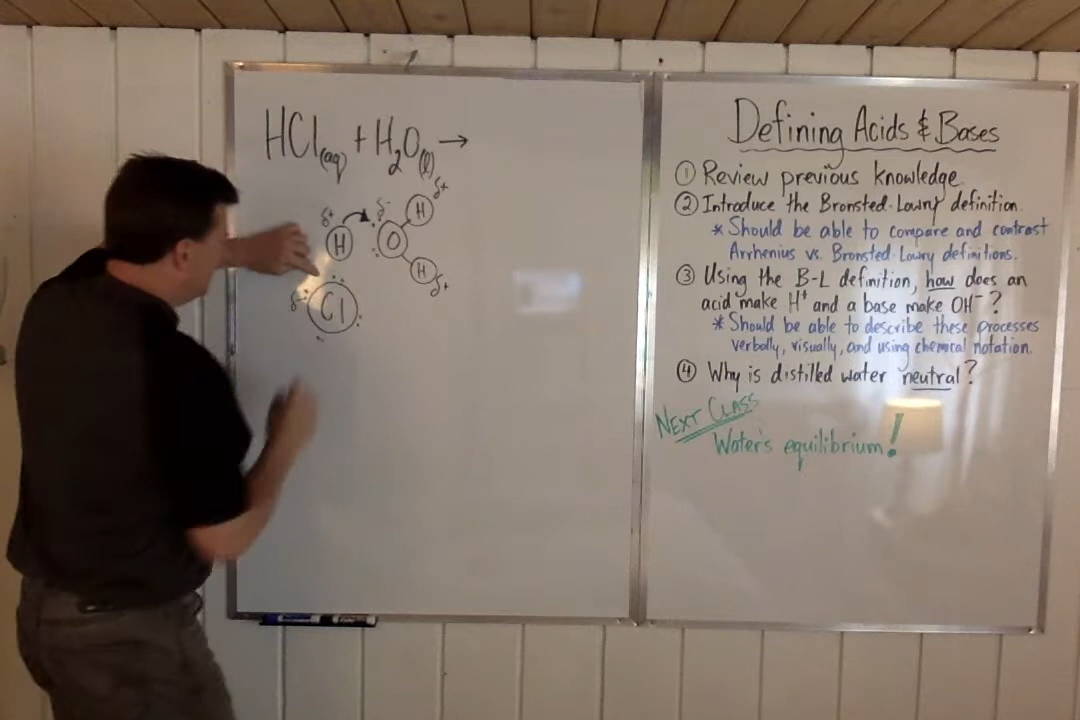 HCl(aq) + H₂O(l) →
δ+
δ+ δ- H
H O
H
δ+
δ- Cl
Defining Acids & Bases
① Review previous knowledge.
② Introduce the Bronsted-Lowry definition.
* Should be able to compare and contrast
Arrhenius vs. Bronsted-Lowry definitions.
③ Using the B-L definition, how does an
acid make H⁺ and a base make OH⁻?
* Should be able to describe these processes
verbally, visually, and using chemical notation.
④ Why is distilled water neutral?
NEXT CLASS
Water's equilibrium!